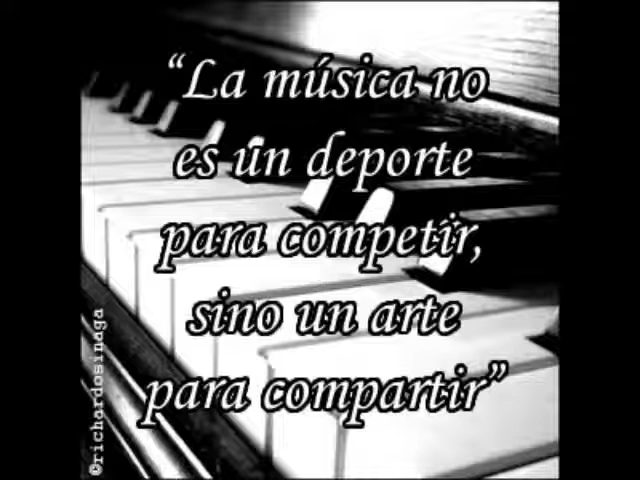 “La música no
es un deporte
para competir,
sino un arte
para compartir”
@richardosinaga